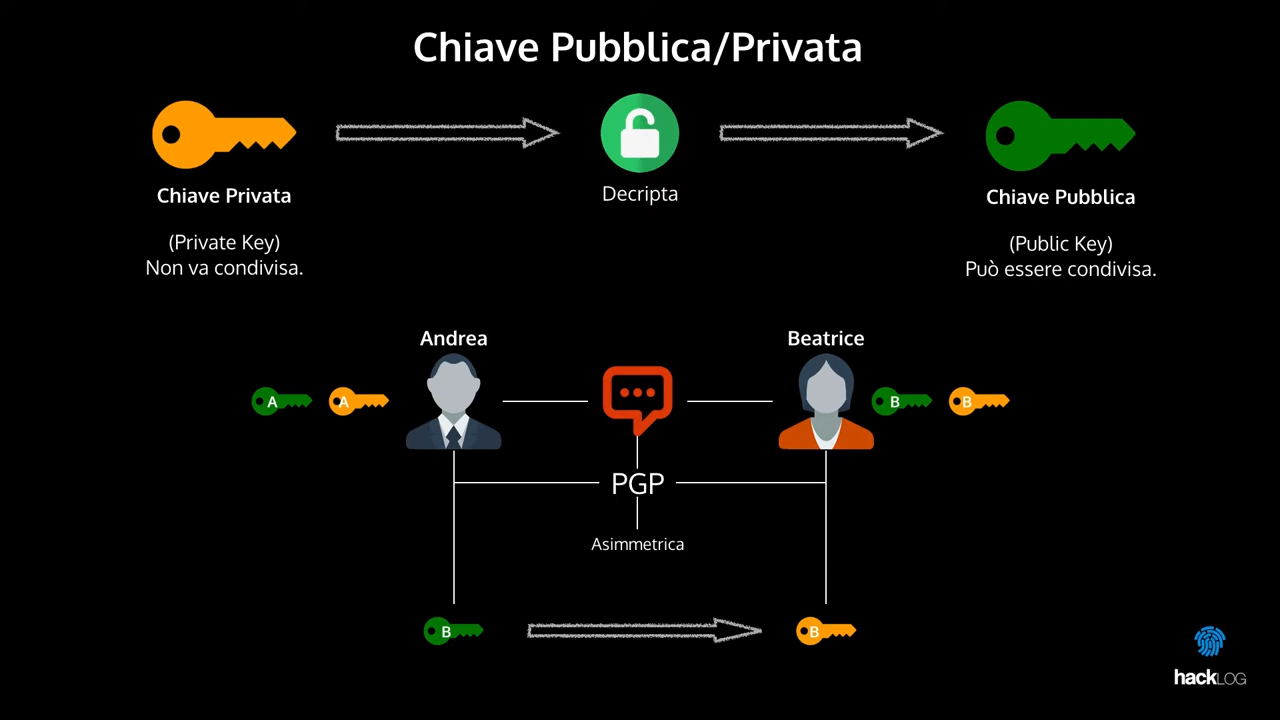 Chiave Pubblica/Privata
Decripta
Chiave Privata
Chiave Pubblica
(Private Key)
Non va condivisa.
(Public Key)
Può essere condivisa.
Andrea
Beatrice
A
A
B
B
PGP
Asimmetrica
B
B
hackLOG